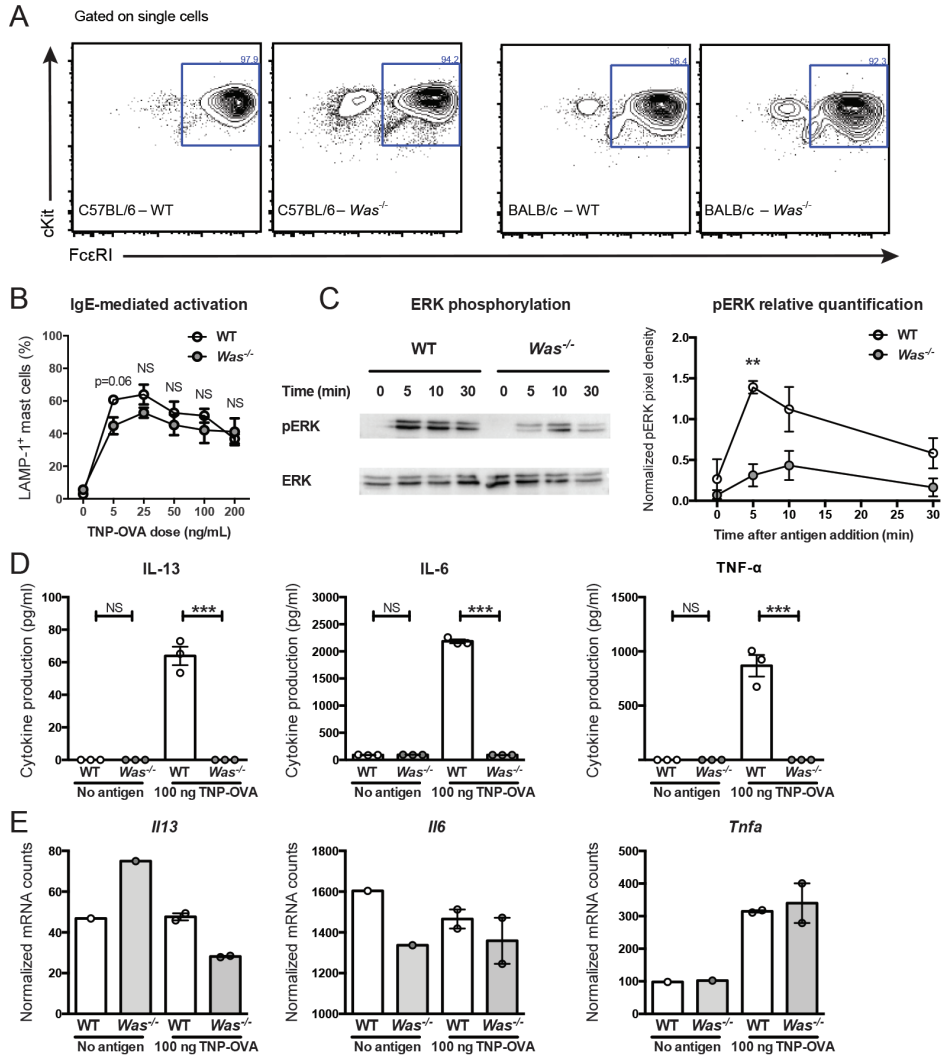 A
Gated on single cells
97.9
94.2
96.4
92.3
C57BL/6 – WT
C57BL/6 – Was-/-
BALB/c – WT
BALB/c – Was-/-
cKit
FcεRI
B
IgE-mediated activation
WT
Was-/-
LAMP-1+ mast cells (%)
100
80
60
40
20
0
p=0.06
NS
NS
NS
NS
0 5 25 50 100 200
TNP-OVA dose (ng/mL)
C
ERK phosphorylation
WT
Was-/-
Time (min)
0 5 10 30 0 5 10 30
pERK
ERK
pERK relative quantification
WT
Was-/-
Normalized pERK pixel density
2.0
1.5
1.0
0.5
0.0
**
0 5 10 15 20 25 30
Time after antigen addition (min)
D
IL-13
Cytokine production (pg/ml)
100
80
60
40
20
0
NS
***
WT Was-/- WT Was-/-
No antigen 100 ng TNP-OVA
IL-6
Cytokine production (pg/ml)
3000
2500
2000
1500
1000
500
0
NS
***
WT Was-/- WT Was-/-
No antigen 100 ng TNP-OVA
TNF-α
Cytokine production (pg/ml)
1500
1000
500
NS
***
WT Was-/- WT Was-/-
No antigen 100 ng TNP-OVA
E
Il13
Normalized mRNA counts
80
60
40
20
0
WT Was-/- WT Was-/-
No antigen 100 ng TNP-OVA
Il6
Normalized mRNA counts
1800
1600
1400
1200
1000
WT Was-/- WT Was-/-
No antigen 100 ng TNP-OVA
Tnfa
Normalized mRNA counts
500
400
300
200
100
0
WT Was-/- WT Was-/-
No antigen 100 ng TNP-OVA